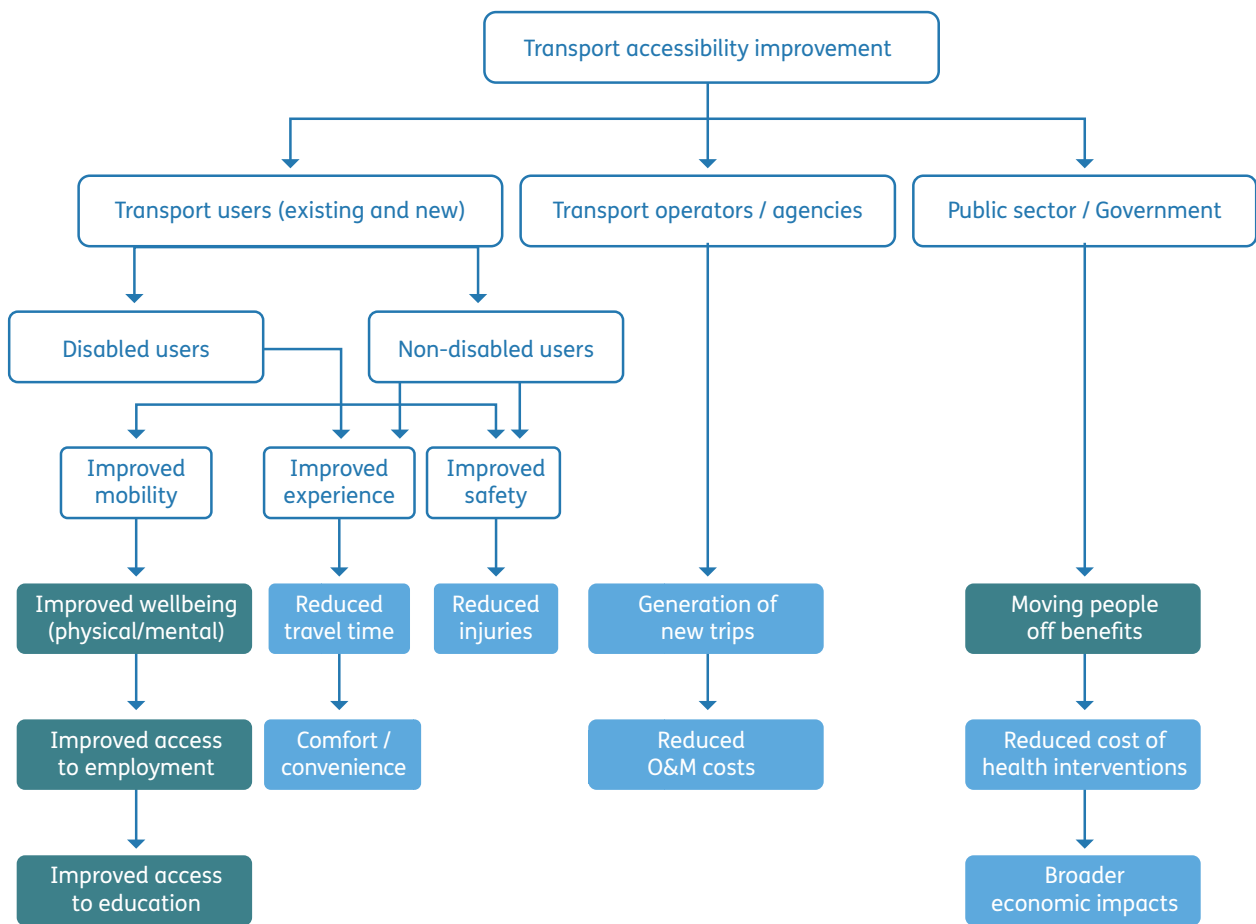 Transport accessibility improvement
Transport users (existing and new)
Transport operators / agencies
Public sector / Government
Disabled users
Non-disabled users
Improved
mobility
Improved
experience
Improved
safety
Improved wellbeing
(physical/mental)
Reduced
travel time
Reduced
injuries
Generation of
new trips
Moving people
off benefits
Improved access
to employment
Comfort /
convenience
Reduced
O&M costs
Reduced cost of
health interventions
Improved access
to education
Broader
economic impacts